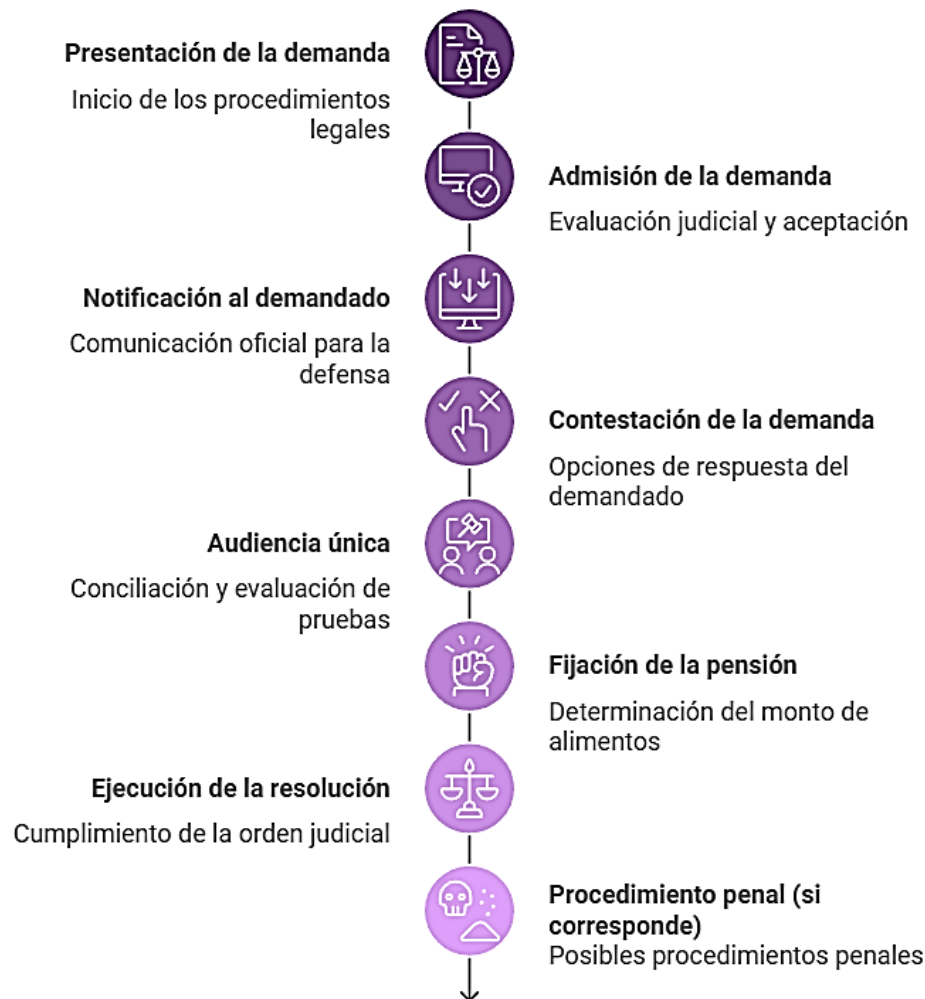 Presentación de la demanda
Inicio de los procedimientos
legales
Admisión de la demanda
Evaluación judicial y aceptación
Notificación al demandado
Comunicación oficial para la
defensa
Contestación de la demanda
Opciones de respuesta del
demandado
Audiencia única
Conciliación y evaluación de
pruebas
Fijación de la pensión
Determinación del monto de
alimentos
Ejecución de la resolución
Cumplimiento de la orden judicial
Procedimiento penal (si
corresponde)
Posibles procedimientos penales